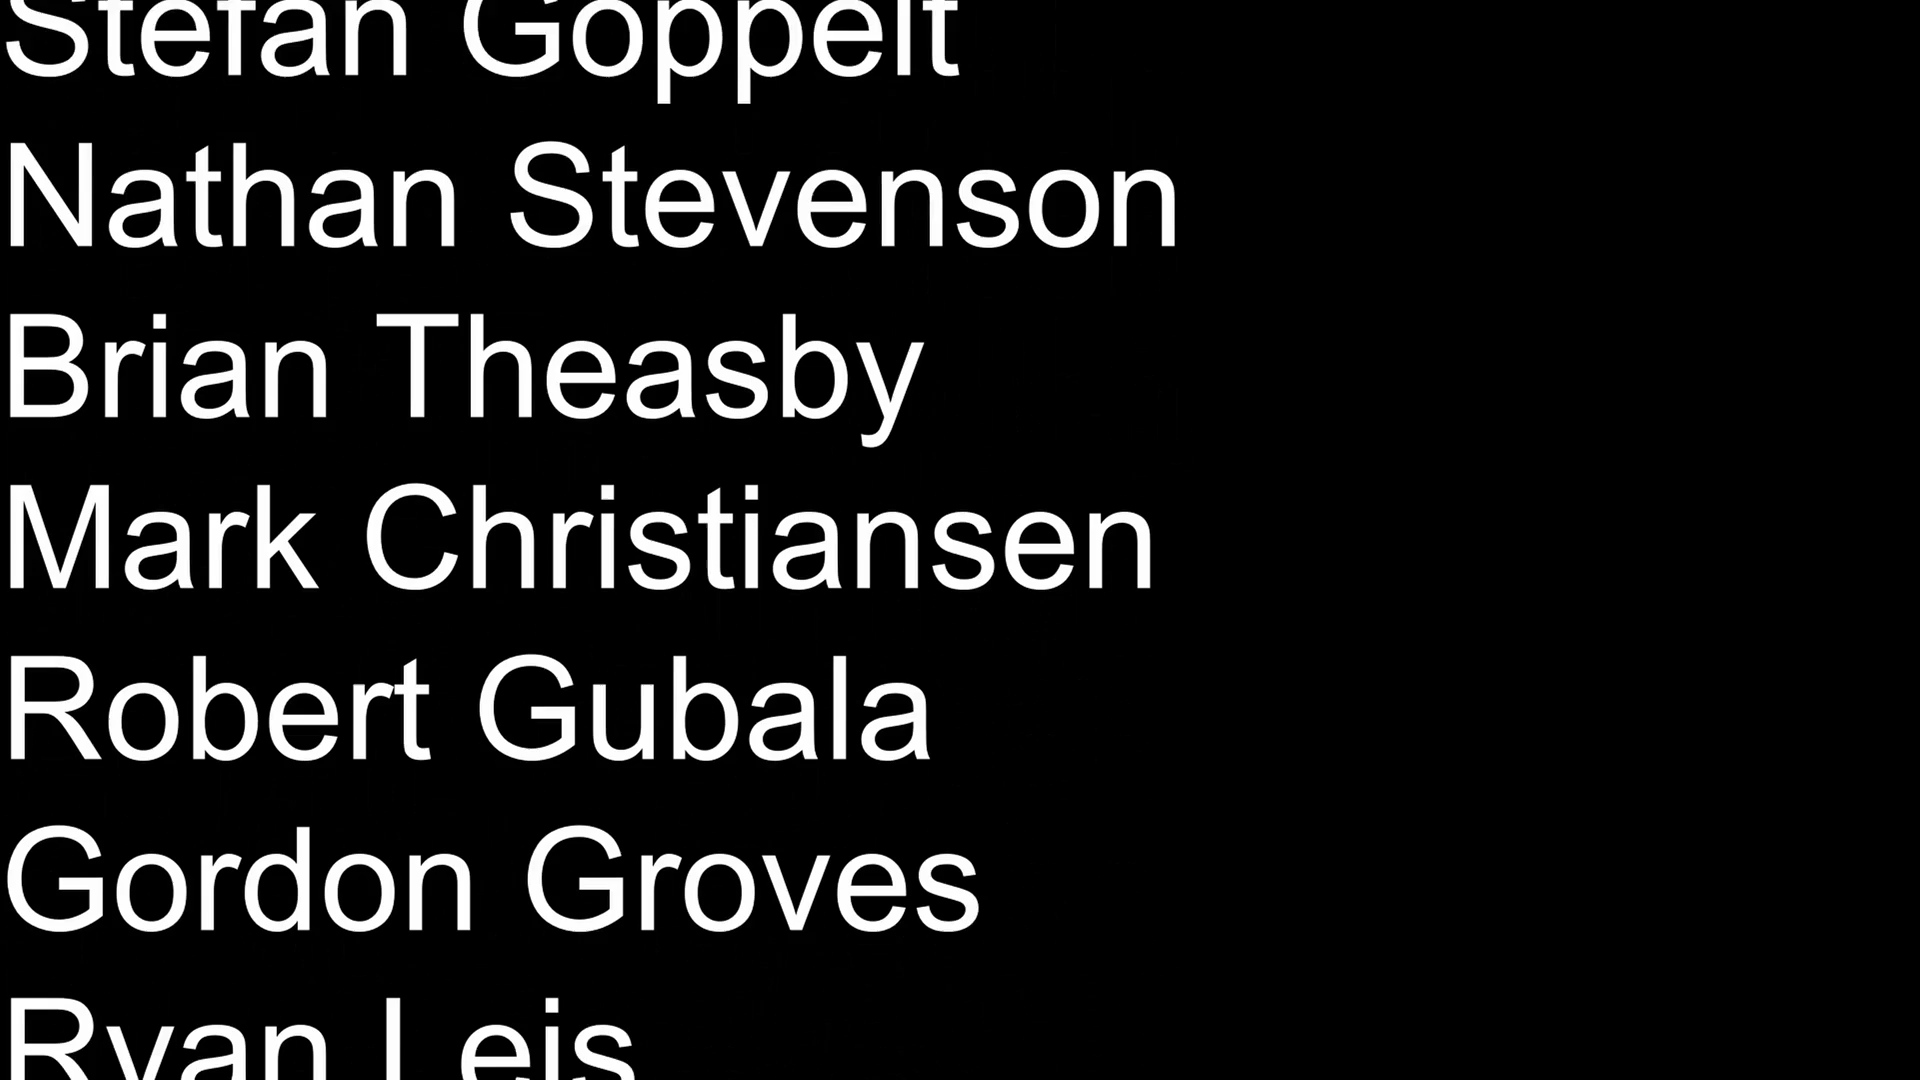 Stefan Goppelt
Nathan Stevenson
Brian Theasby
Mark Christiansen
Robert Gubala
Gordon Groves
Ryan Leis